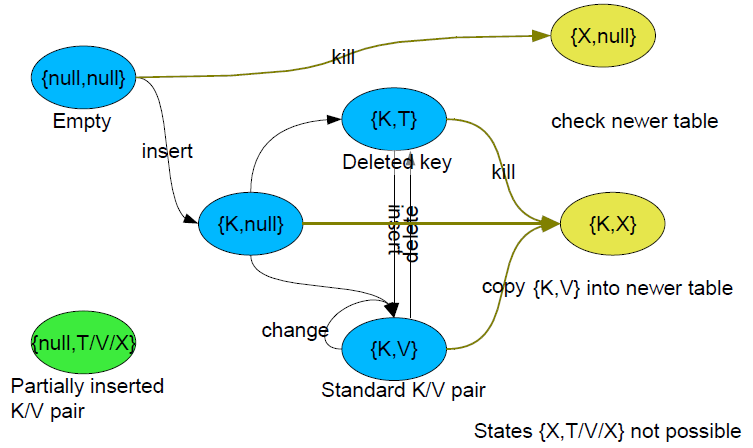 {X,null}
kill
{null,null}
Empty
{K,T}
check newer table
insert
Deleted key
kill
insert
delete
{K,null}
{K,X}
copy {K,V} into newer table
change
{null,T/V/X}
{K,V}
Partially inserted
K/V pair
Standard K/V pair
States {X,T/V/X} not possible